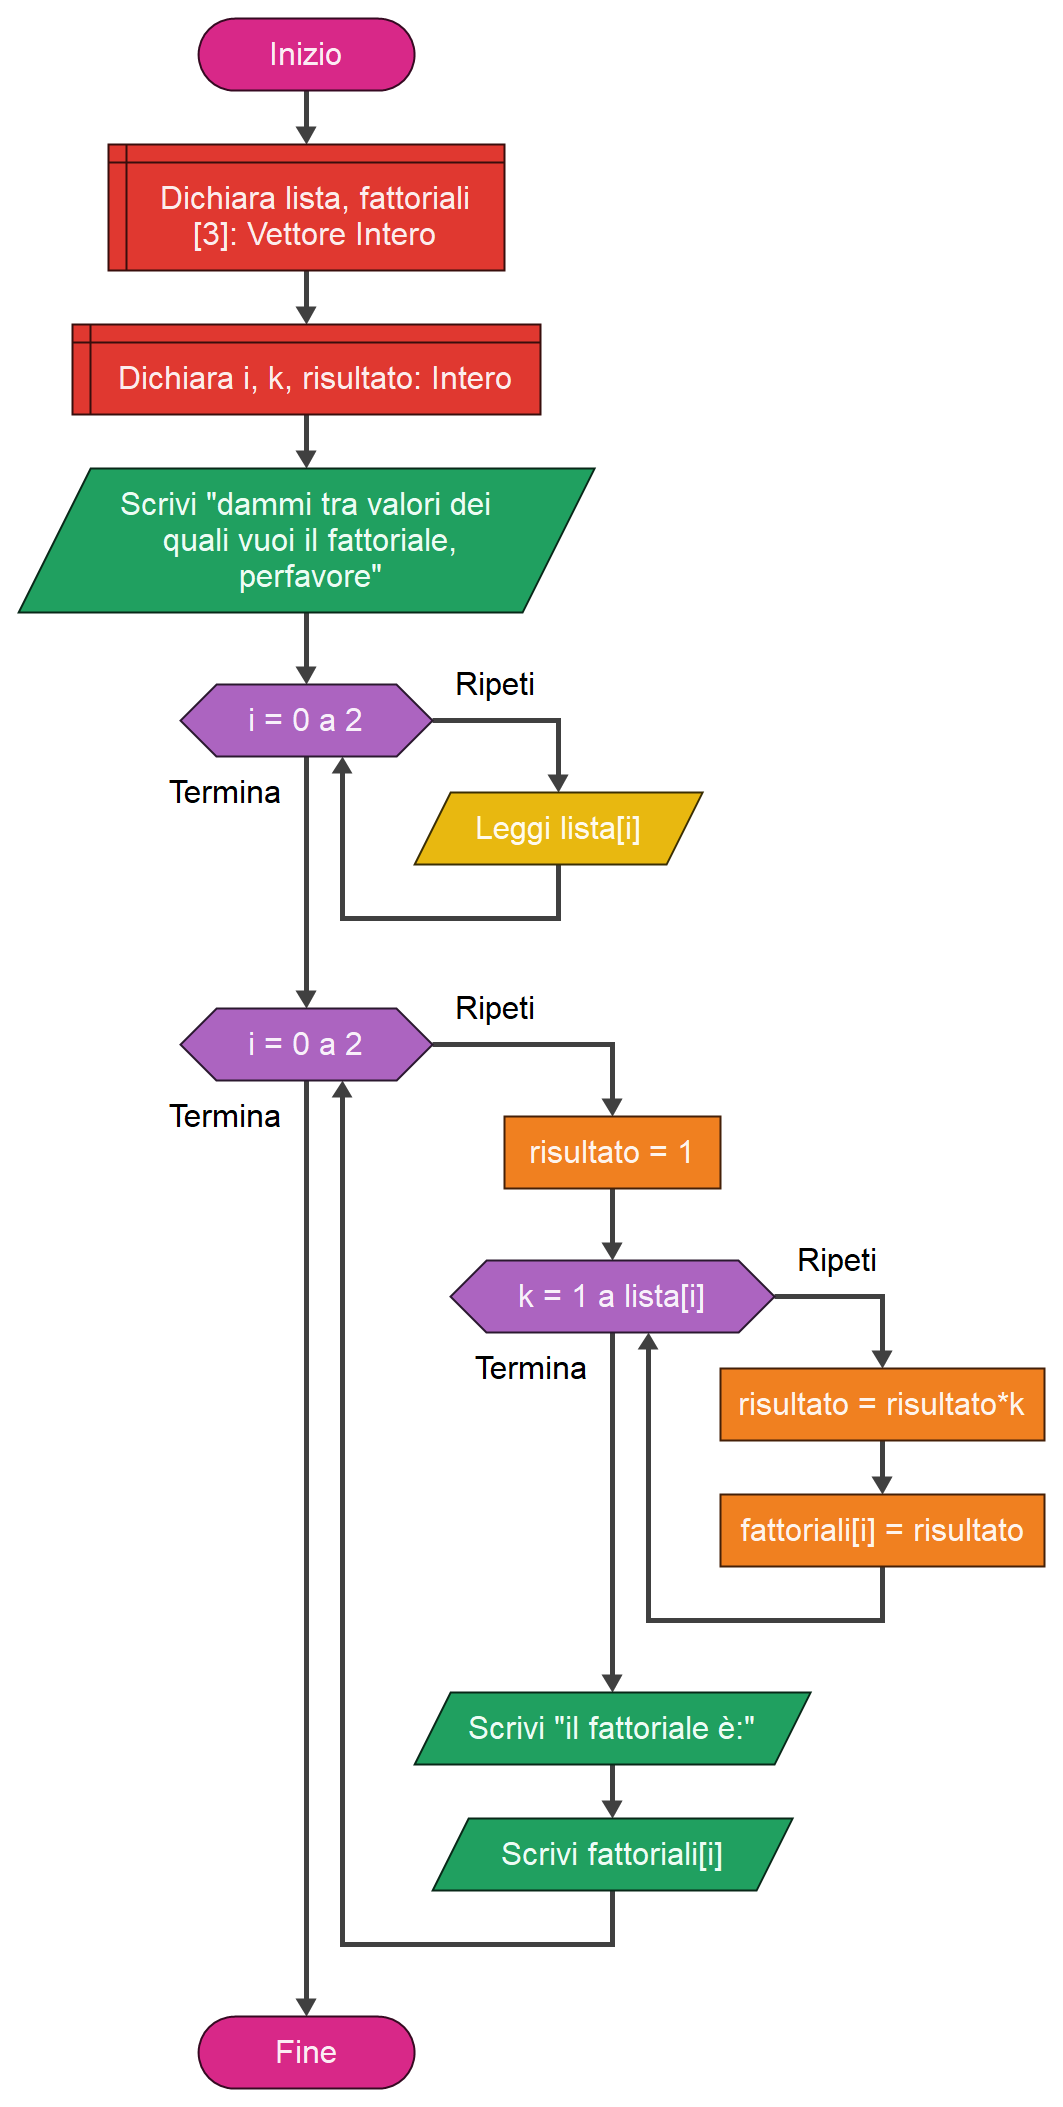 Inizio
Dichiara lista, fattoriali
[3]: Vettore Intero
Dichiara i, k, risultato: Intero
Scrivi "dammi tra valori dei
quali vuoi il fattoriale,
perfavore"
i = 0 a 2
Ripeti
Termina
Leggi lista[i]
i = 0 a 2
Ripeti
Termina
risultato = 1
k = 1 a lista[i]
Ripeti
Termina
risultato = risultato*k
fattoriali[i] = risultato
Scrivi "il fattoriale è:"
Scrivi fattoriali[i]
Fine